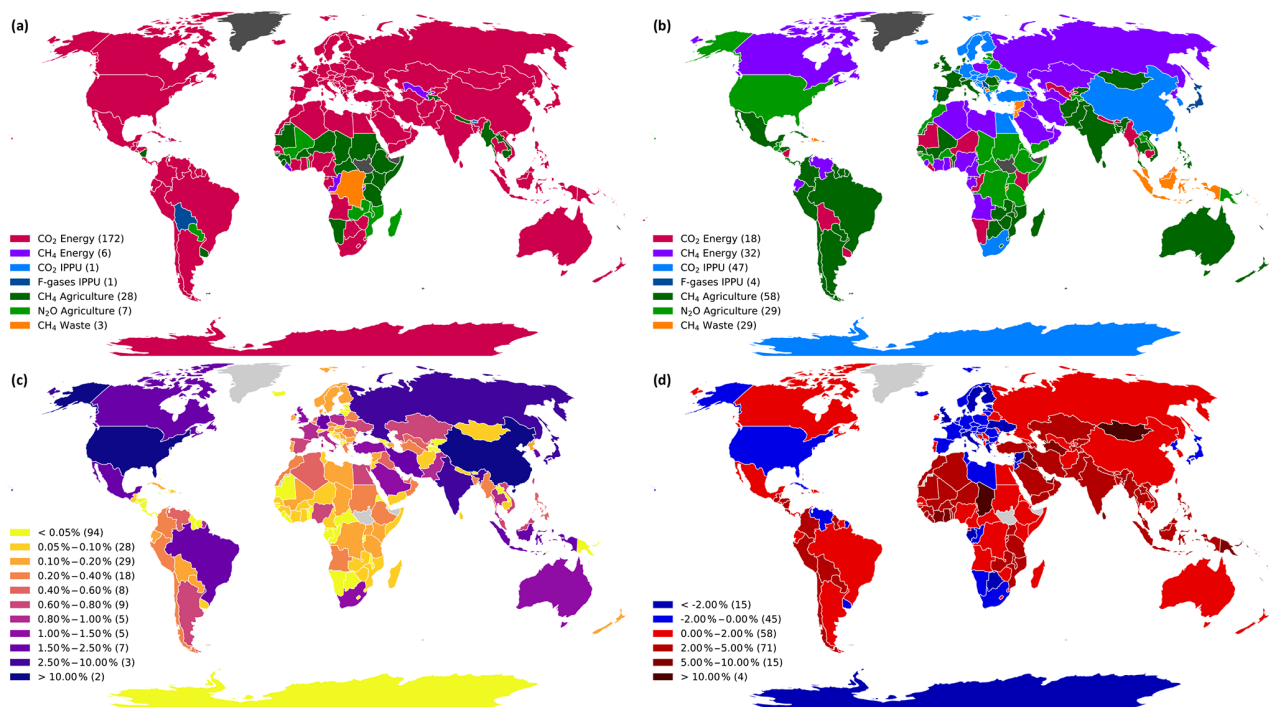 (a)
CO₂ Energy (172)
CH₄ Energy (6)
CO₂ IPPU (1)
F-gases IPPU (1)
CH₄ Agriculture (28)
N₂O Agriculture (7)
CH₄ Waste (3)
(b)
CO₂ Energy (18)
CH₄ Energy (32)
CO₂ IPPU (47)
F-gases IPPU (4)
CH₄ Agriculture (58)
N₂O Agriculture (29)
CH₄ Waste (29)
(c)
< 0.05% (94)
0.05%−0.10% (28)
0.10%−0.20% (29)
0.20%−0.40% (18)
0.40%−0.60% (8)
0.60%−0.80% (9)
0.80%−1.00% (5)
1.00%−1.50% (5)
1.50%−2.50% (7)
2.50%−10.00% (3)
> 10.00% (2)
(d)
< -2.00% (15)
-2.00%−0.00% (45)
0.00%−2.00% (58)
2.00%−5.00% (71)
5.00%−10.00% (15)
> 10.00% (4)